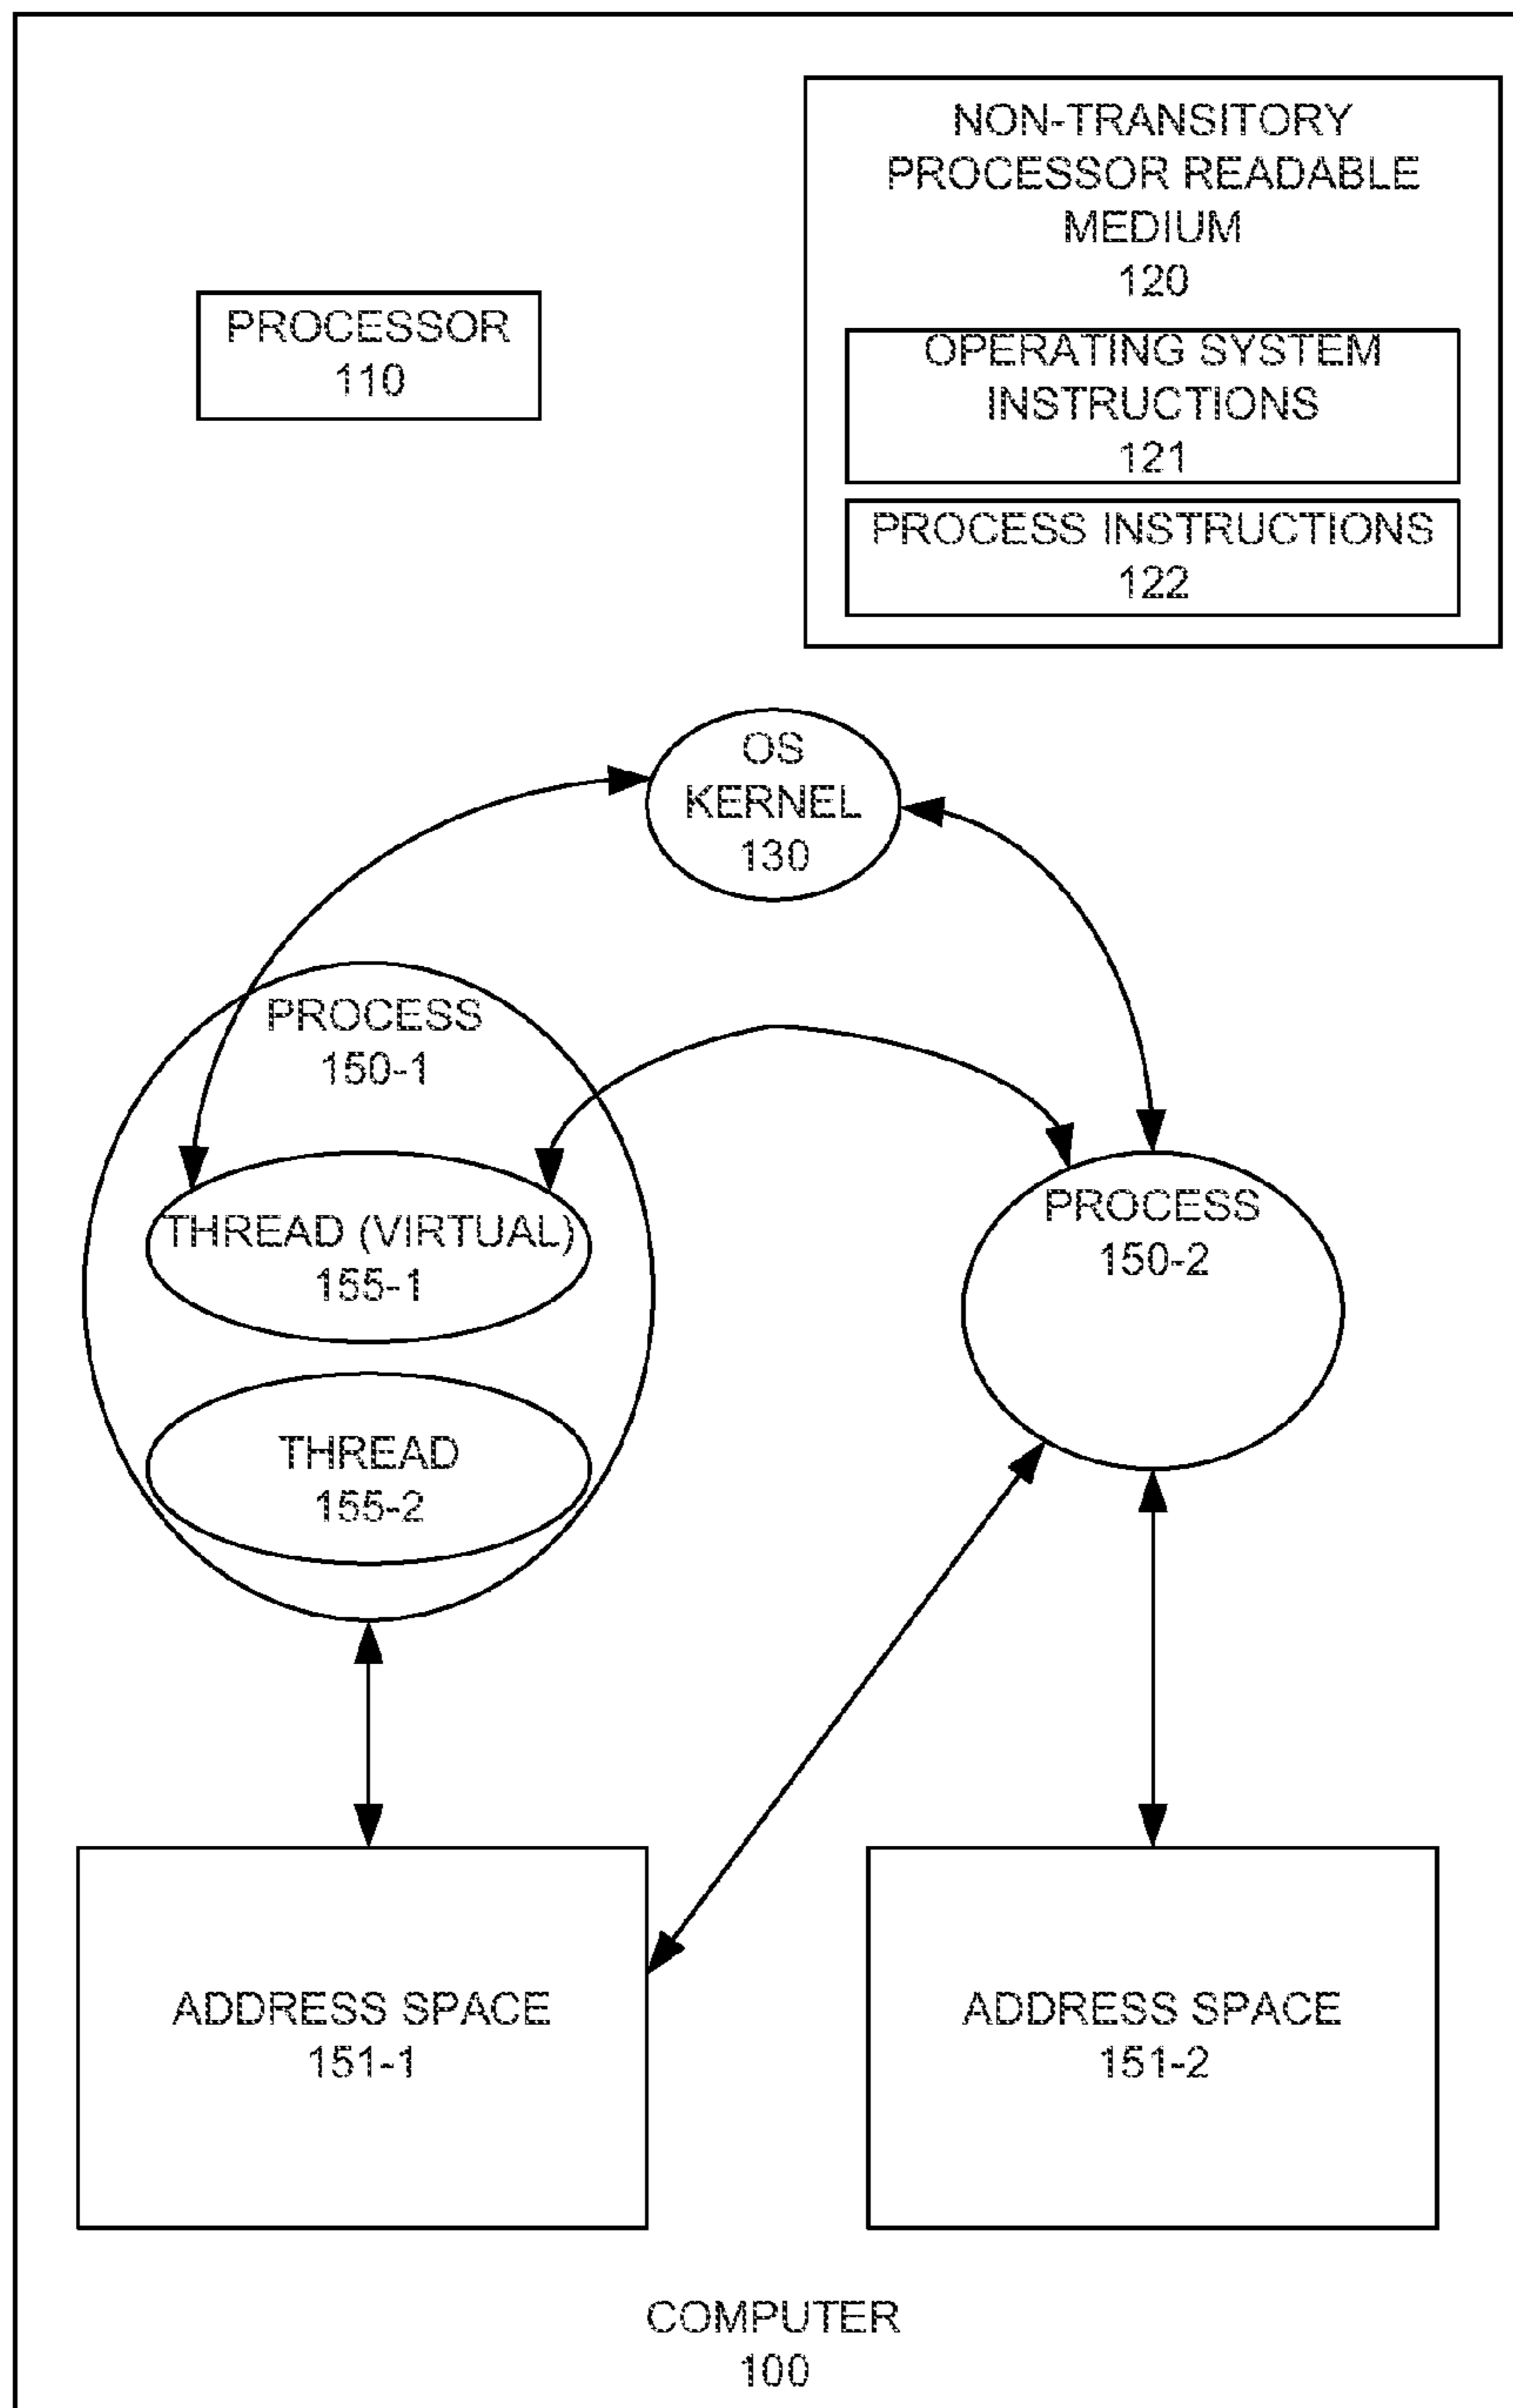 NON-TRANSITORY
PROCESSOR READABLE
MEDIUM
120
PROCESSOR
110
OPERATING SYSTEM
INSTRUCTIONS
121
PROCESS INSTRUCTIONS
122
OS
KERNEL
130
PROCESS
150-1
THREAD (VIRTUAL)
155-1
PROCESS
150-2
THREAD
155-2
ADDRESS SPACE
151-1
ADDRESS SPACE
151-2
COMPUTER
100